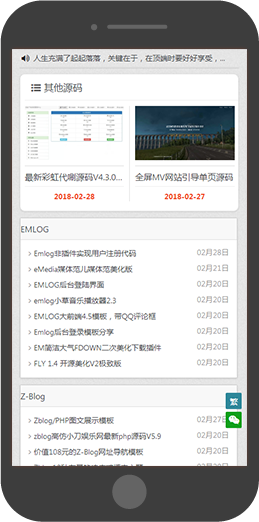 人生充满了起起落落，关键在于，在顶端时要好好享受，...
其他源码
最新彩虹代唰源码V4.3.0...
全屏MV网站引导单页源码
2018-02-28
2018-02-27
EMLOG
Emlog非插件实现用户注册代码 02月28日
eMedia媒体范儿媒体范美化版 02月21日
EMLOG后台登陆界面 02月20日
emlog小草音乐播放器2.3 02月20日
EMLOG大前端4.5模板，带QQ评论框 02月20日
Emlog后台登录模板分享 02月20日
EM简洁大气FDOWN二次美化下载插件 02月20日
FLY 1.4 开源美化V2极致版 02月20日
Z-Blog
Zblog/PHP图文展示模板 02月27日
zblog高仿小刀娱乐网最新php源码V5.9 02月20日
价值108元的Z-Blog网址导航模板 02月20日
繁